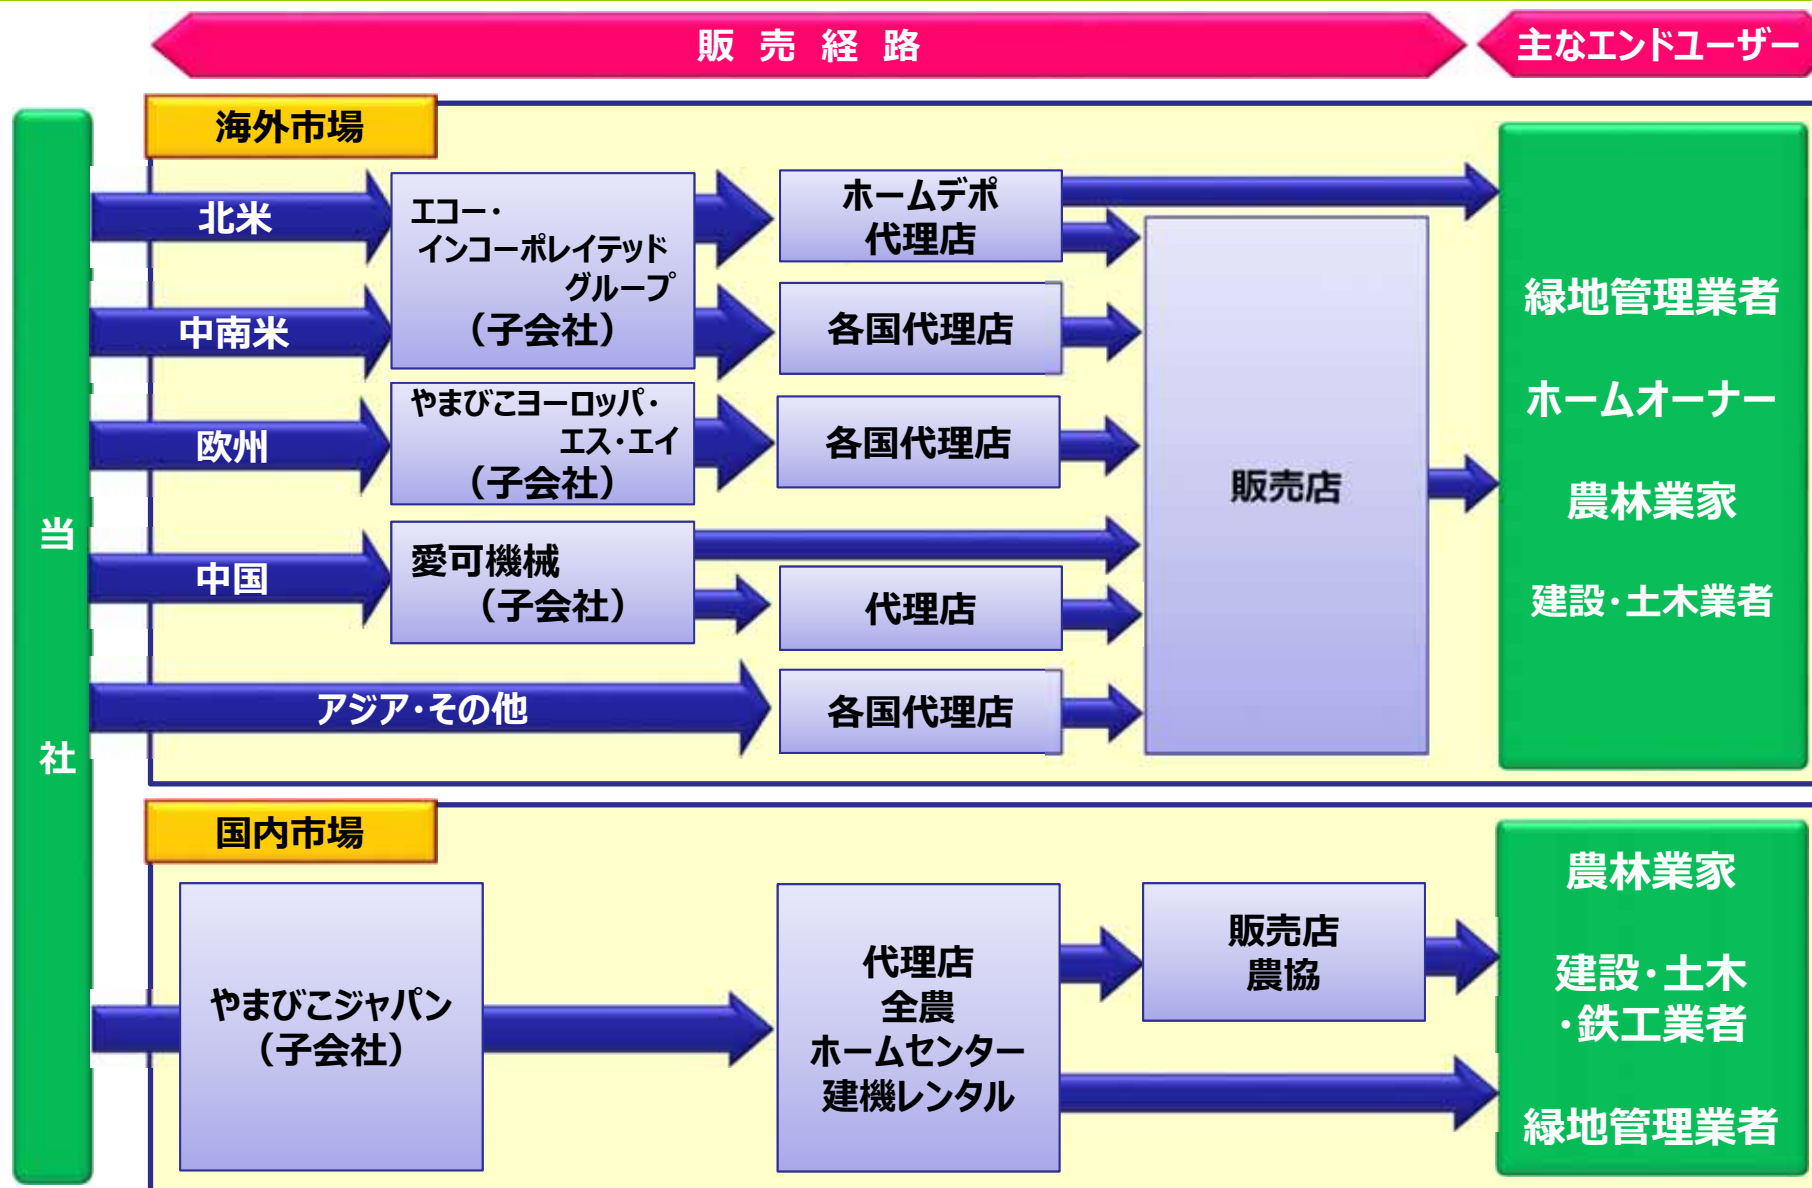 販売経路
主なエンドユーザー
当社
海外市場
北米
中南米
エコー・
インコーポレイテッド
グループ
（子会社）
ホームデポ
代理店
各国代理店
欧州
やまびこヨーロッパ・
エス・エイ
（子会社）
各国代理店
中国
愛可機械
（子会社）
代理店
アジア・その他
各国代理店
販売店
緑地管理業者
ホームオーナー
農林業家
建設・土木業者
国内市場
やまびこジャパン
（子会社）
代理店
全農
ホームセンター
建機レンタル
販売店
農協
農林業家
建設・土木
・鉄工業者
緑地管理業者